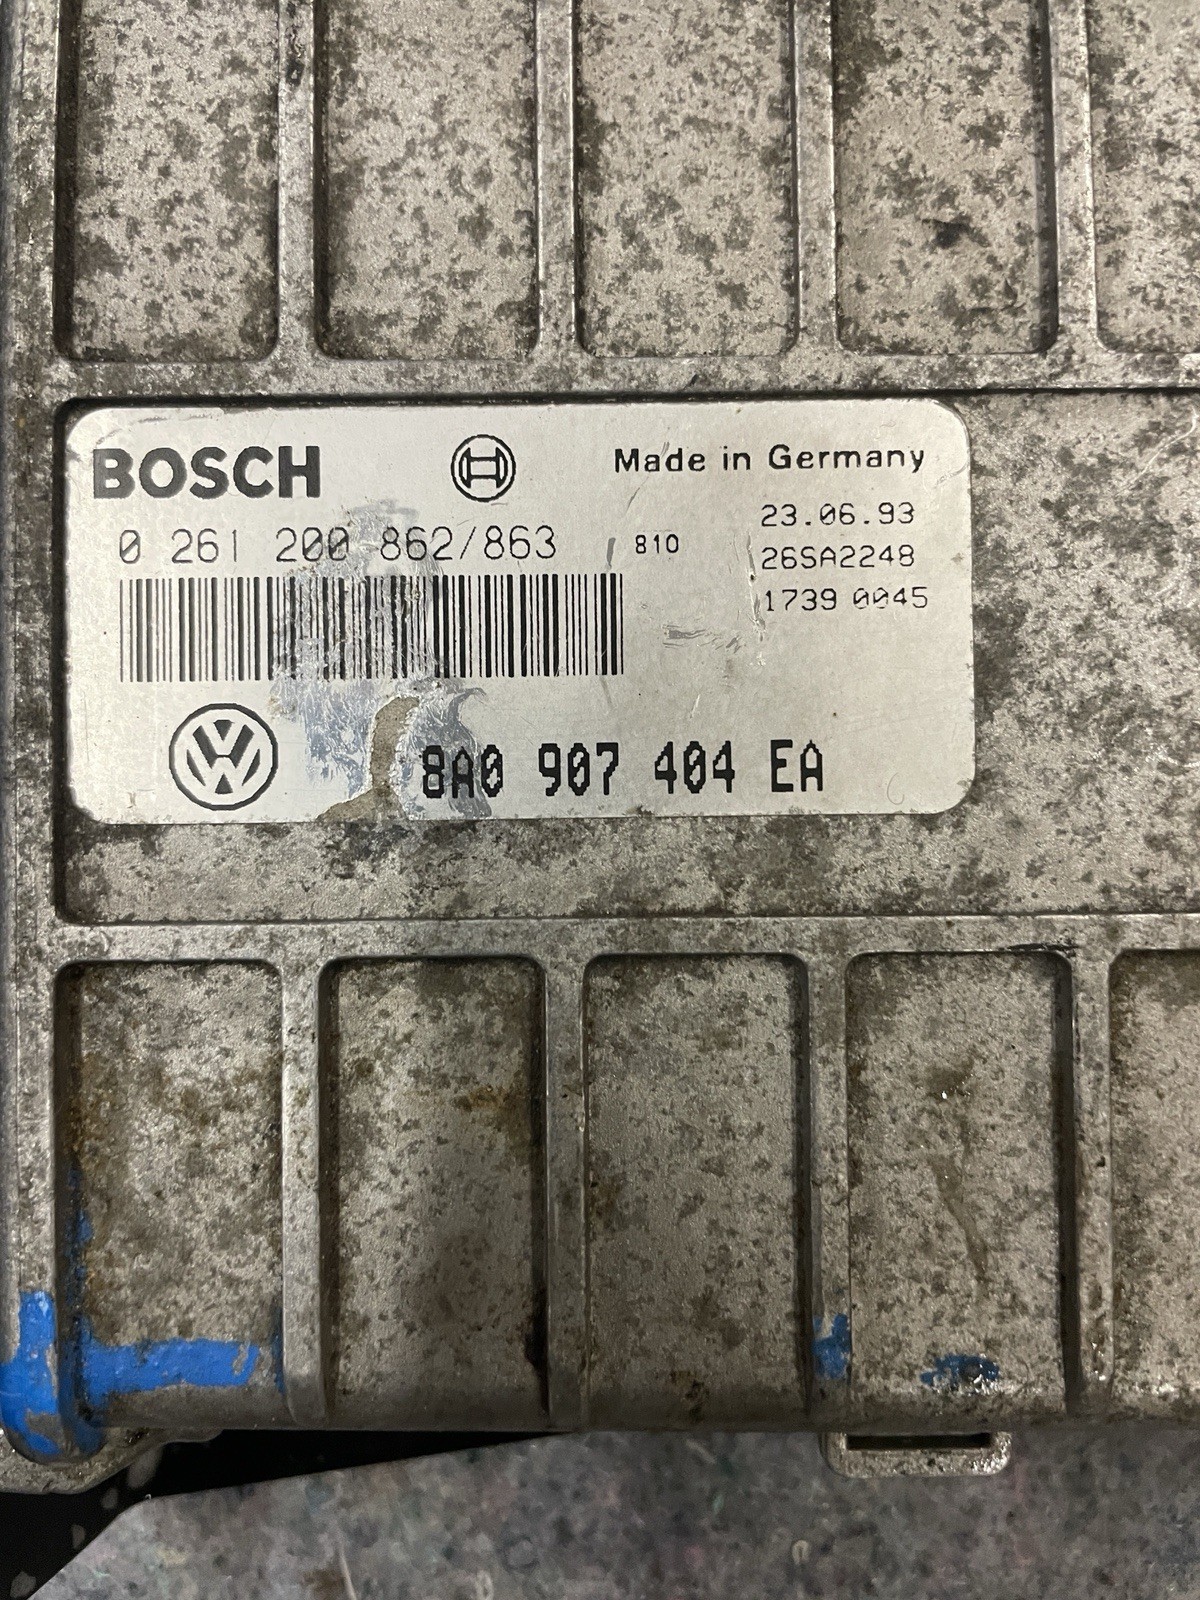 BOSCH
Made in Germany
0 261 200 862/863
810
23.06.93
26SA2248
1739 0045
8A0 907 404 EA